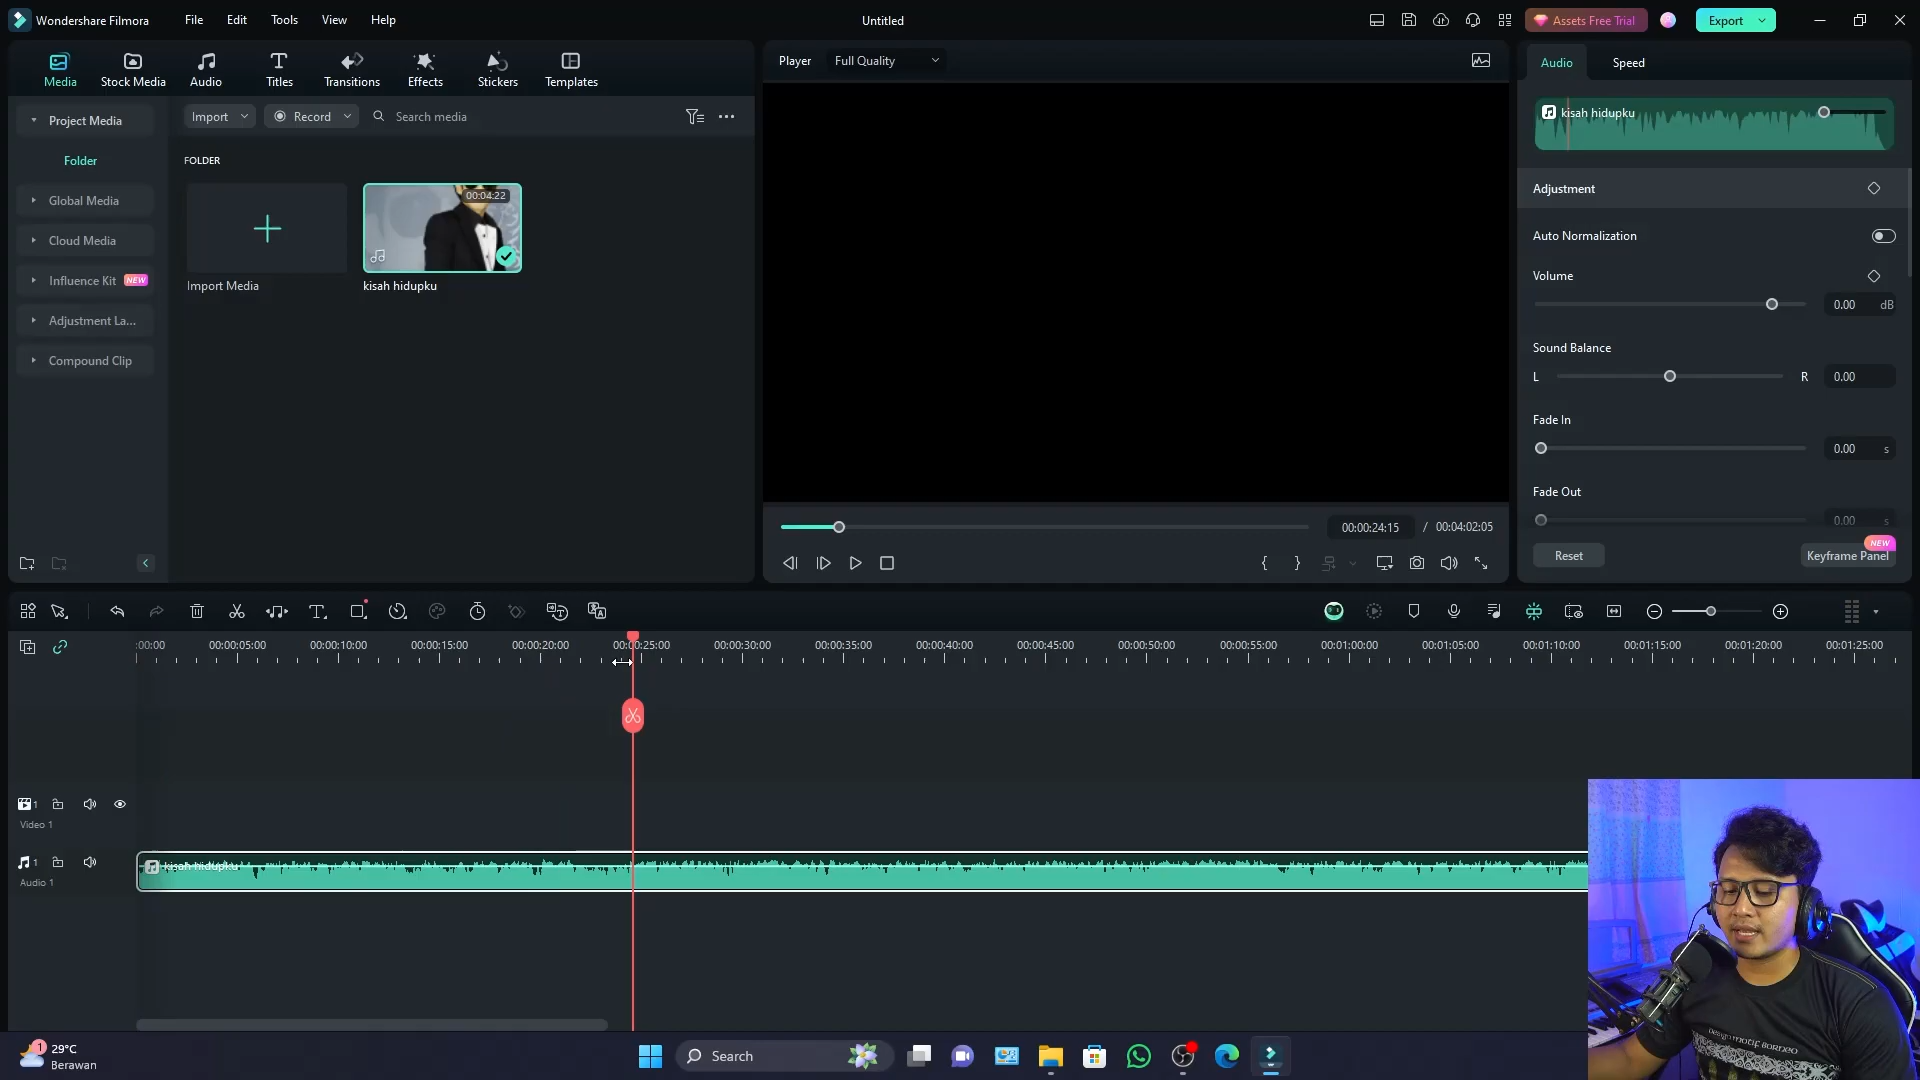 Wondershare Filmora
File
Edit
Tools
View
Help
Untitled
Assets Free Trial
Export
Media
Stock Media
Audio
Titles
Transitions
Effects
Stickers
Templates
Player
Full Quality
Audio
Speed
Project Media
Folder
Global Media
Cloud Media
Influence Kit NEW
Adjustment La...
Compound Clip
Import
Record
Search media
FOLDER
00:04:22
Import Media
kisah hidupku
kisah hidupku
Adjustment
Auto Normalization
Volume
0.00 dB
Sound Balance
L
R
0.00
Fade In
0.00 s
Fade Out
0.00 s
Reset
NEW
Keyframe Panel
00:00:24:15 / 00:04:02:05
:00:00
00:00:05:00
00:00:10:00
00:00:15:00
00:00:20:00
00:00:25:00
00:00:30:00
00:00:35:00
00:00:40:00
00:00:45:00
00:00:50:00
00:00:55:00
00:01:00:00
00:01:05:00
00:01:10:00
00:01:15:00
00:01:20:00
00:01:25:00
1
Video 1
1
Audio 1
kisah hidupku
DESIGN MOTIF BORNEO
1
29°C
Berawan
Search